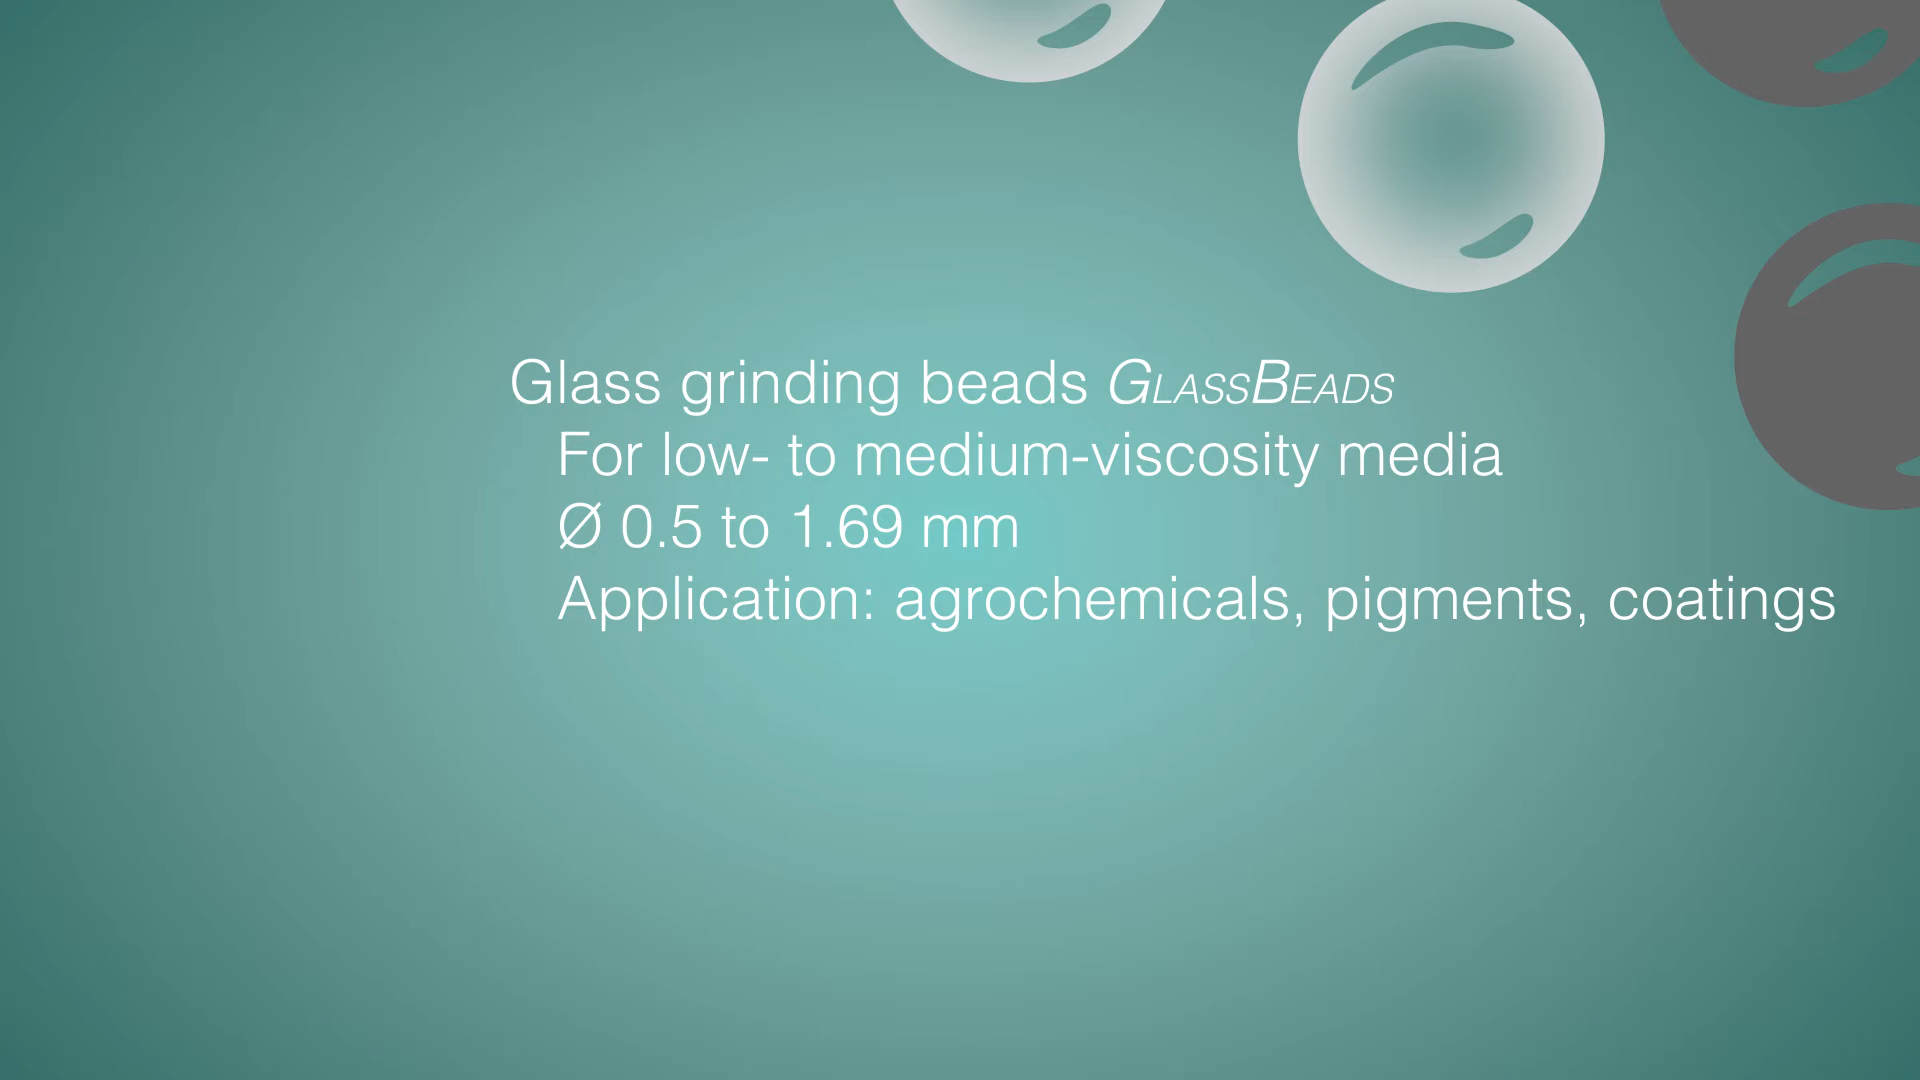 Glass grinding beads GLASSBEADS
For low- to medium-viscosity media
Ø 0.5 to 1.69 mm
Application: agrochemicals, pigments, coatings